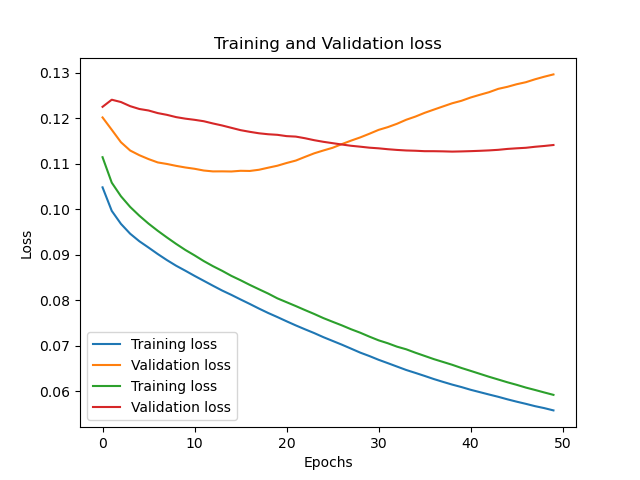 Training and Validation loss
0.13
0.12
0.11
0.10
0.09
0.08
0.07
0.06
Loss
Training loss
Validation loss
Training loss
Validation loss
0 10 20 30 40 50
Epochs